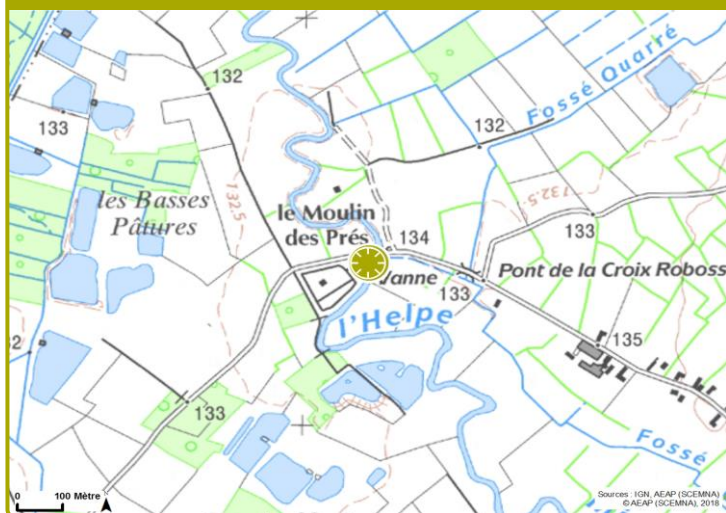 132
Fossé Quarré
133
132
les Basses
Pâtures
132.5
132.5
le Moulin
des Prés
134
133
Vanne
133
Pont de la Croix Roboss
l'Helpe
135
133
Fossé
0 100 Mètre
Sources : IGN, AEAP (SCEMNA)
© AEAP (SCEMNA), 2018